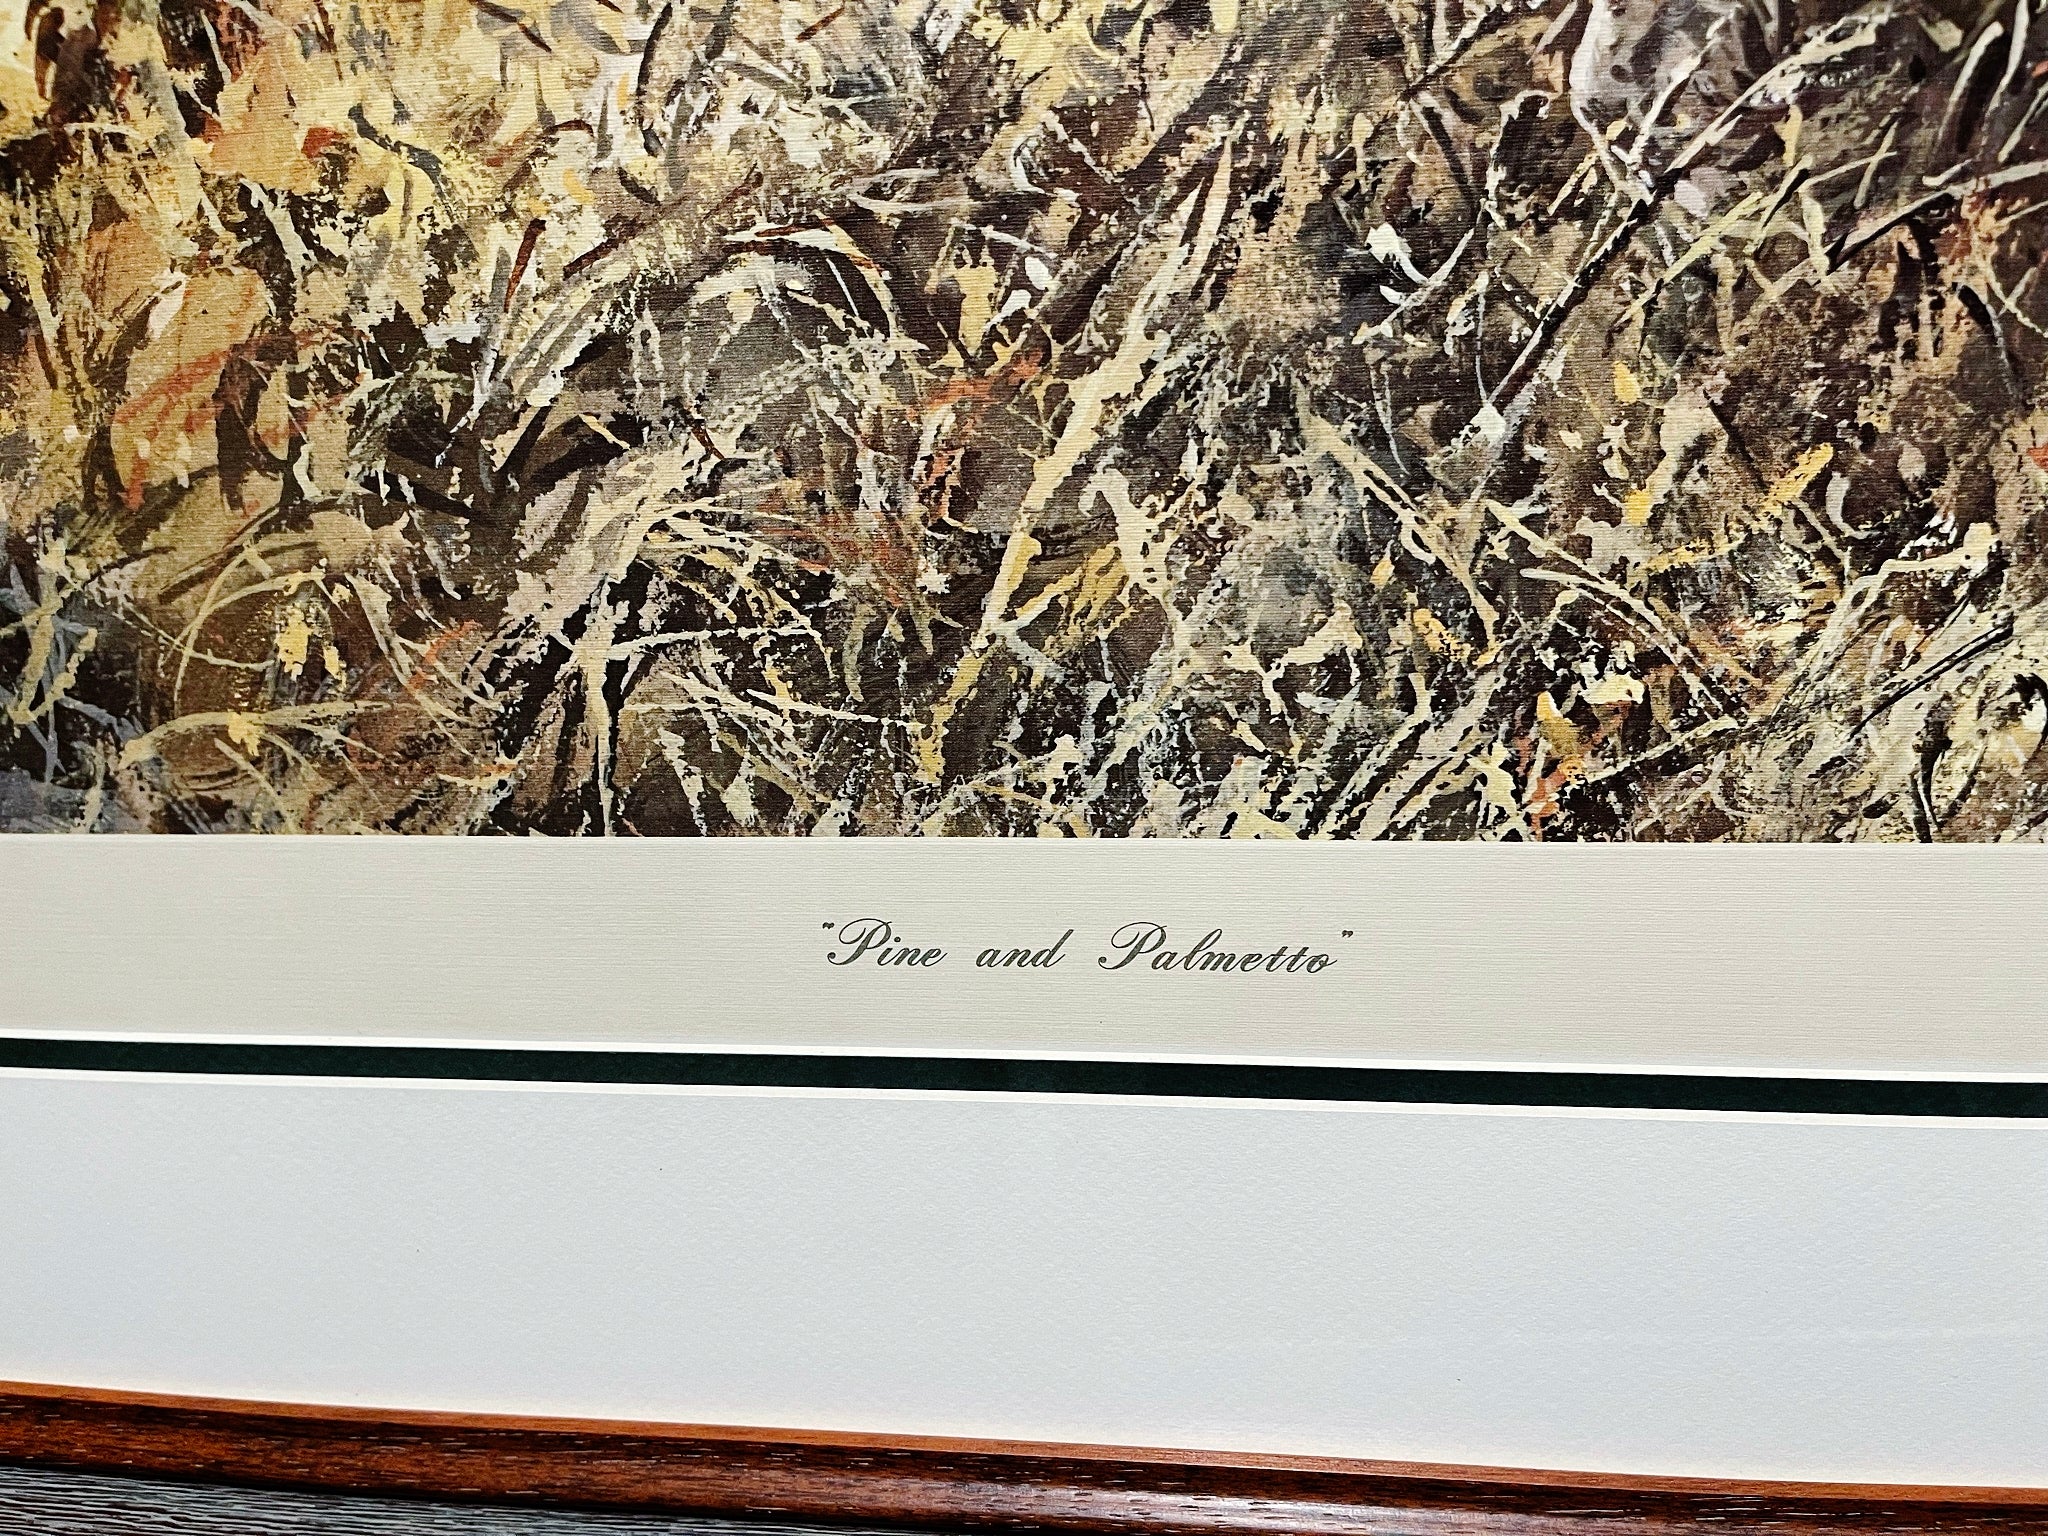 "Pine and Palmetto"